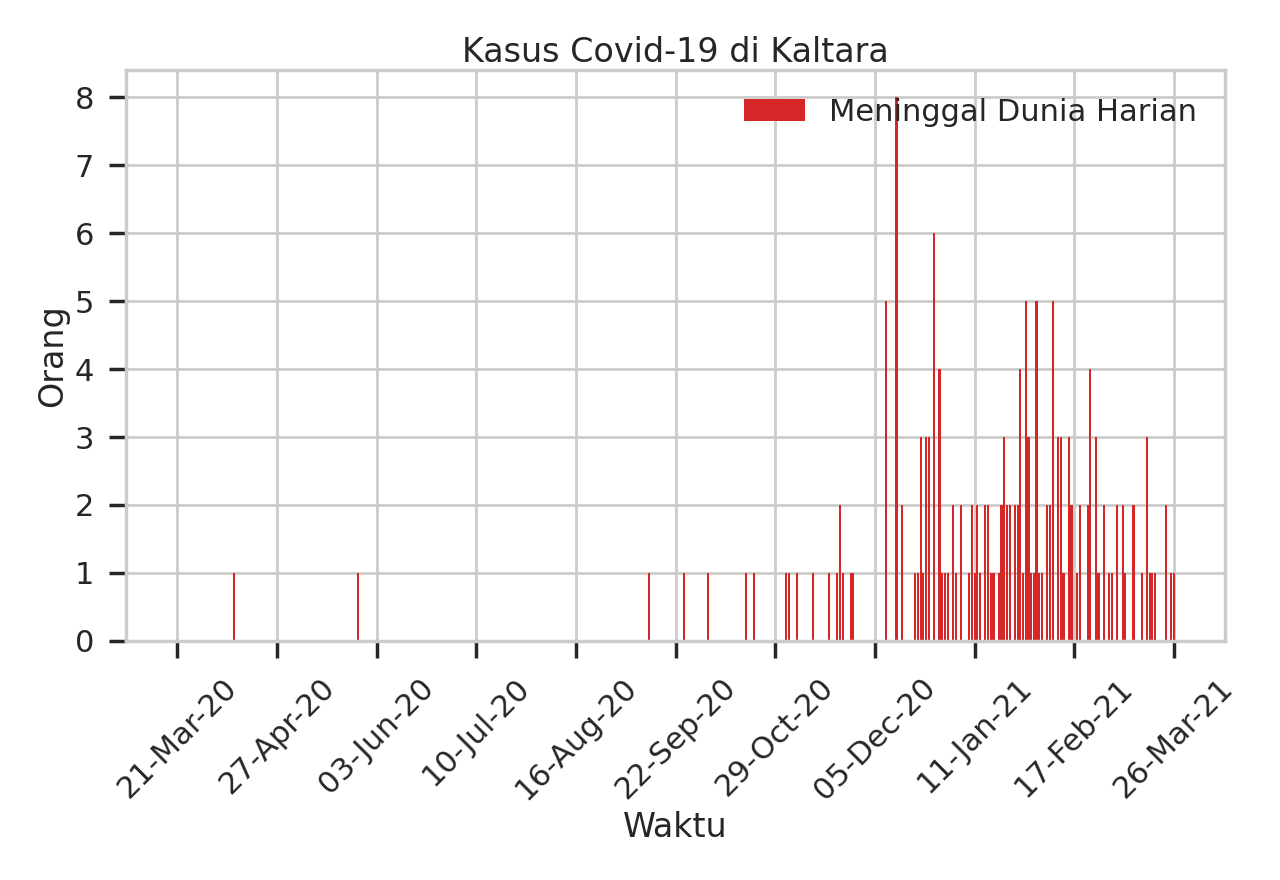 Kasus Covid-19 di Kaltara
Meninggal Dunia Harian
Orang
8
7
6
5
4
3
2
1
0
21-Mar-20
27-Apr-20
03-Jun-20
10-Jul-20
16-Aug-20
22-Sep-20
29-Oct-20
05-Dec-20
11-Jan-21
17-Feb-21
26-Mar-21
Waktu